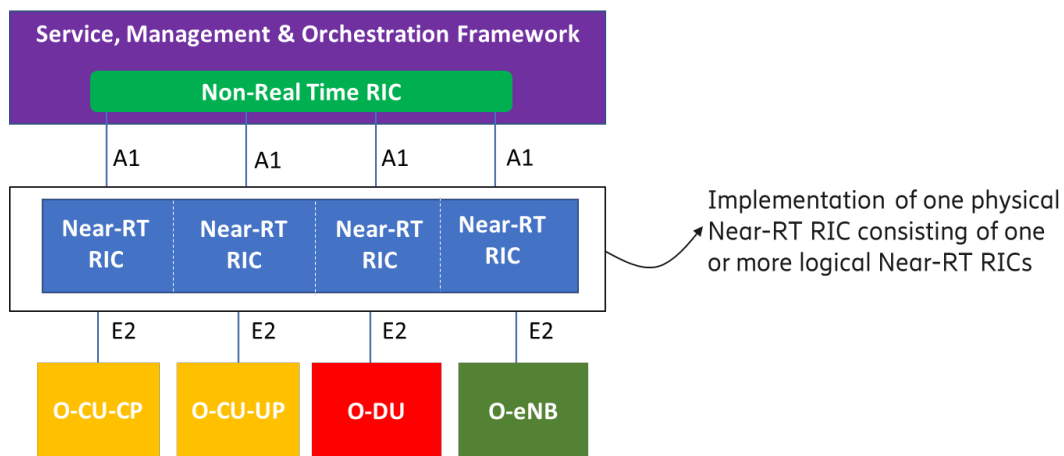 Service, Management & Orchestration Framework
Non-Real Time RIC
A1
A1
A1
A1
Near-RT
RIC
Near-RT
RIC
Near-RT
RIC
Near-RT
RIC
Implementation of one physical
Near-RT RIC consisting of one
or more logical Near-RT RICs
E2
E2
E2
E2
O-CU-CP
O-CU-UP
O-DU
O-eNB